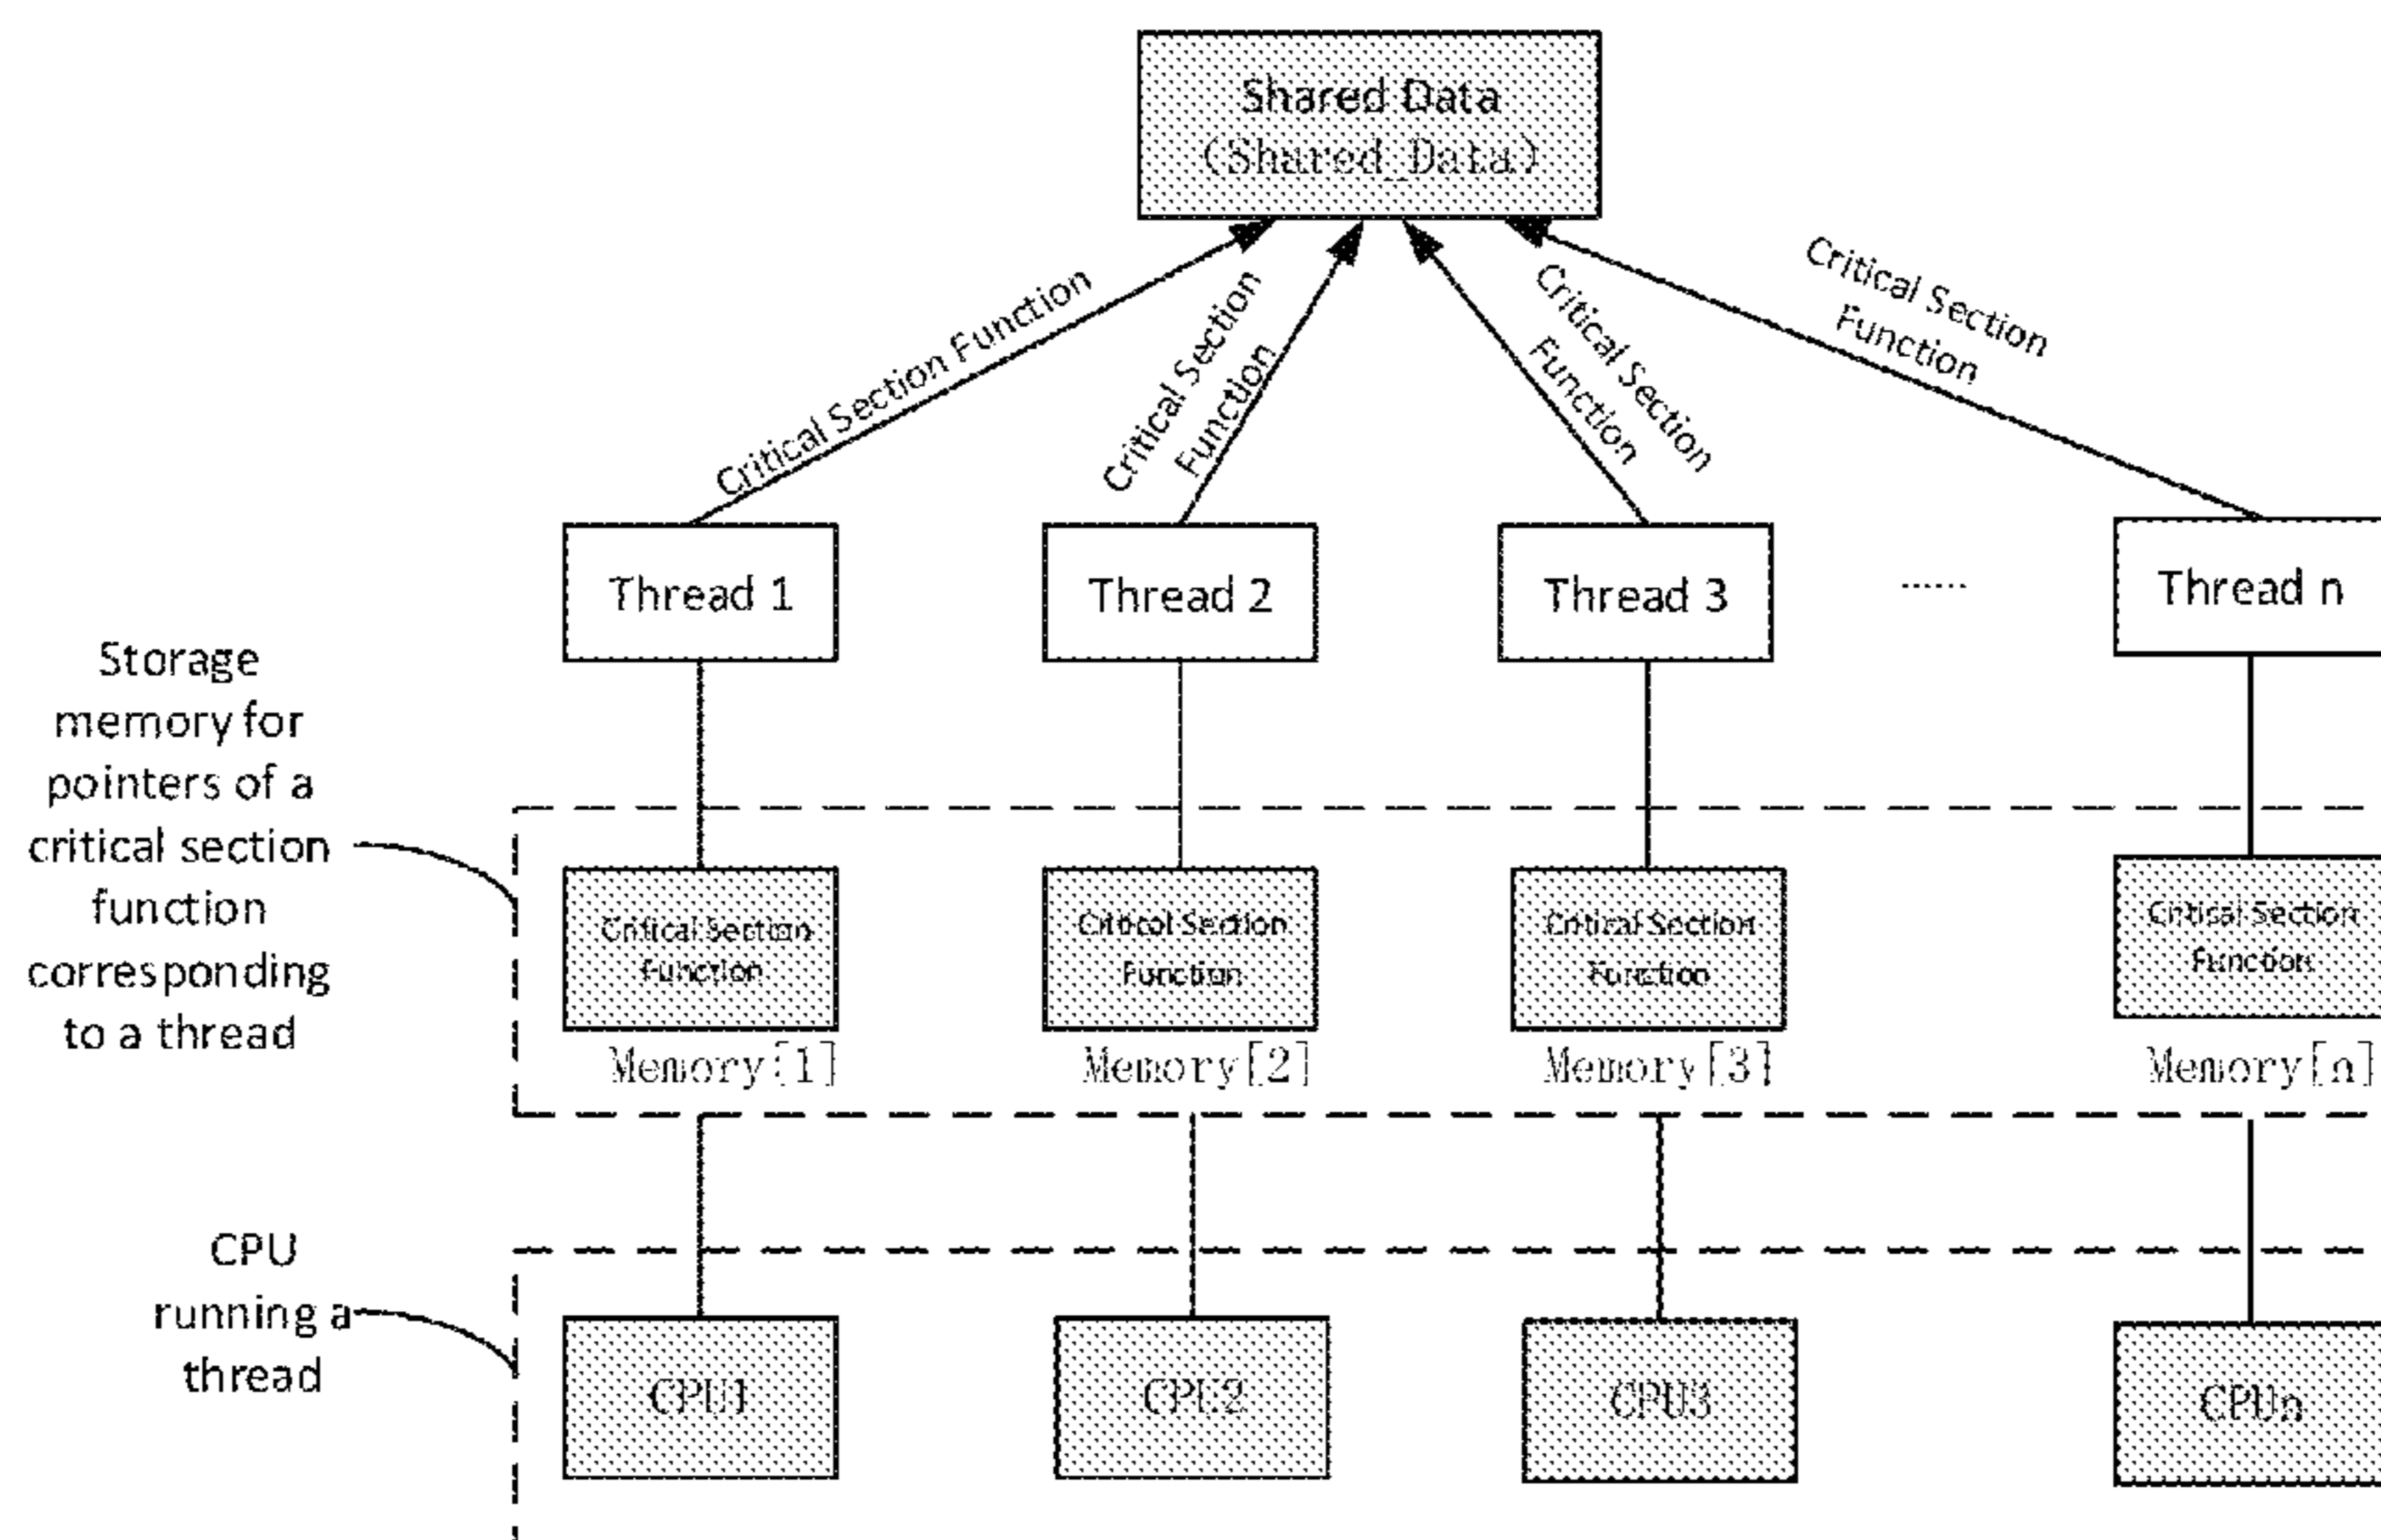 Shared Data
(Shared_Data)
Critical Section Function
Critical Section
Function
Critical Section
Function
Critical Section
Function
Thread 1
Thread 2
Thread 3
......
Thread n
Storage
memory for
pointers of a
critical section
function
corresponding
to a thread
Critical Section
Function
Critical Section
Function
Critical Section
Function
Critical Section
Function
Memory[1]
Memory[2]
Memory[3]
Memory[n]
CPU
running a
thread
CPU1
CPU2
CPU3
CPUn